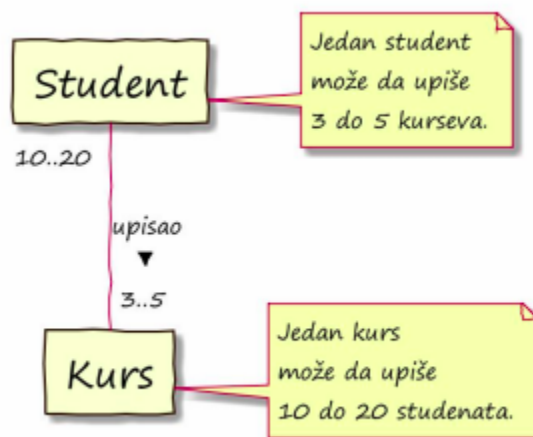 Student
Jedan student
može da upiše
3 do 5 kurseva.
10..20
upisao
▼
3..5
Kurs
Jedan kurs
može da upiše
10 do 20 studenata.